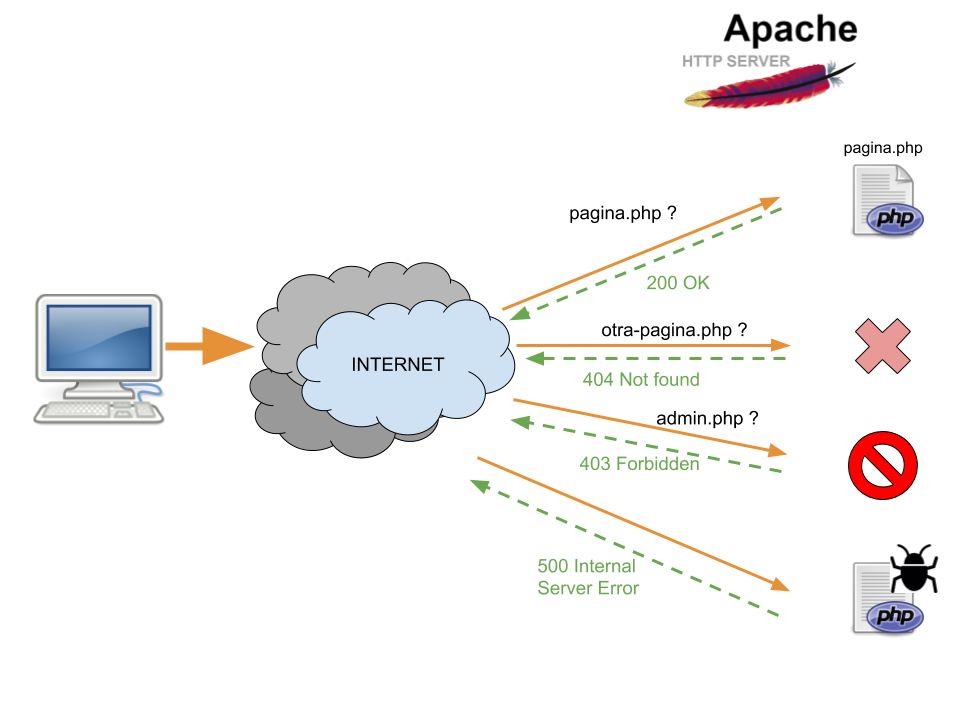 Apache
HTTP SERVER
pagina.php
php
pagina.php ?
200 OK
otra-pagina.php ?
INTERNET
404 Not found
admin.php ?
403 Forbidden
500 Internal
Server Error
php